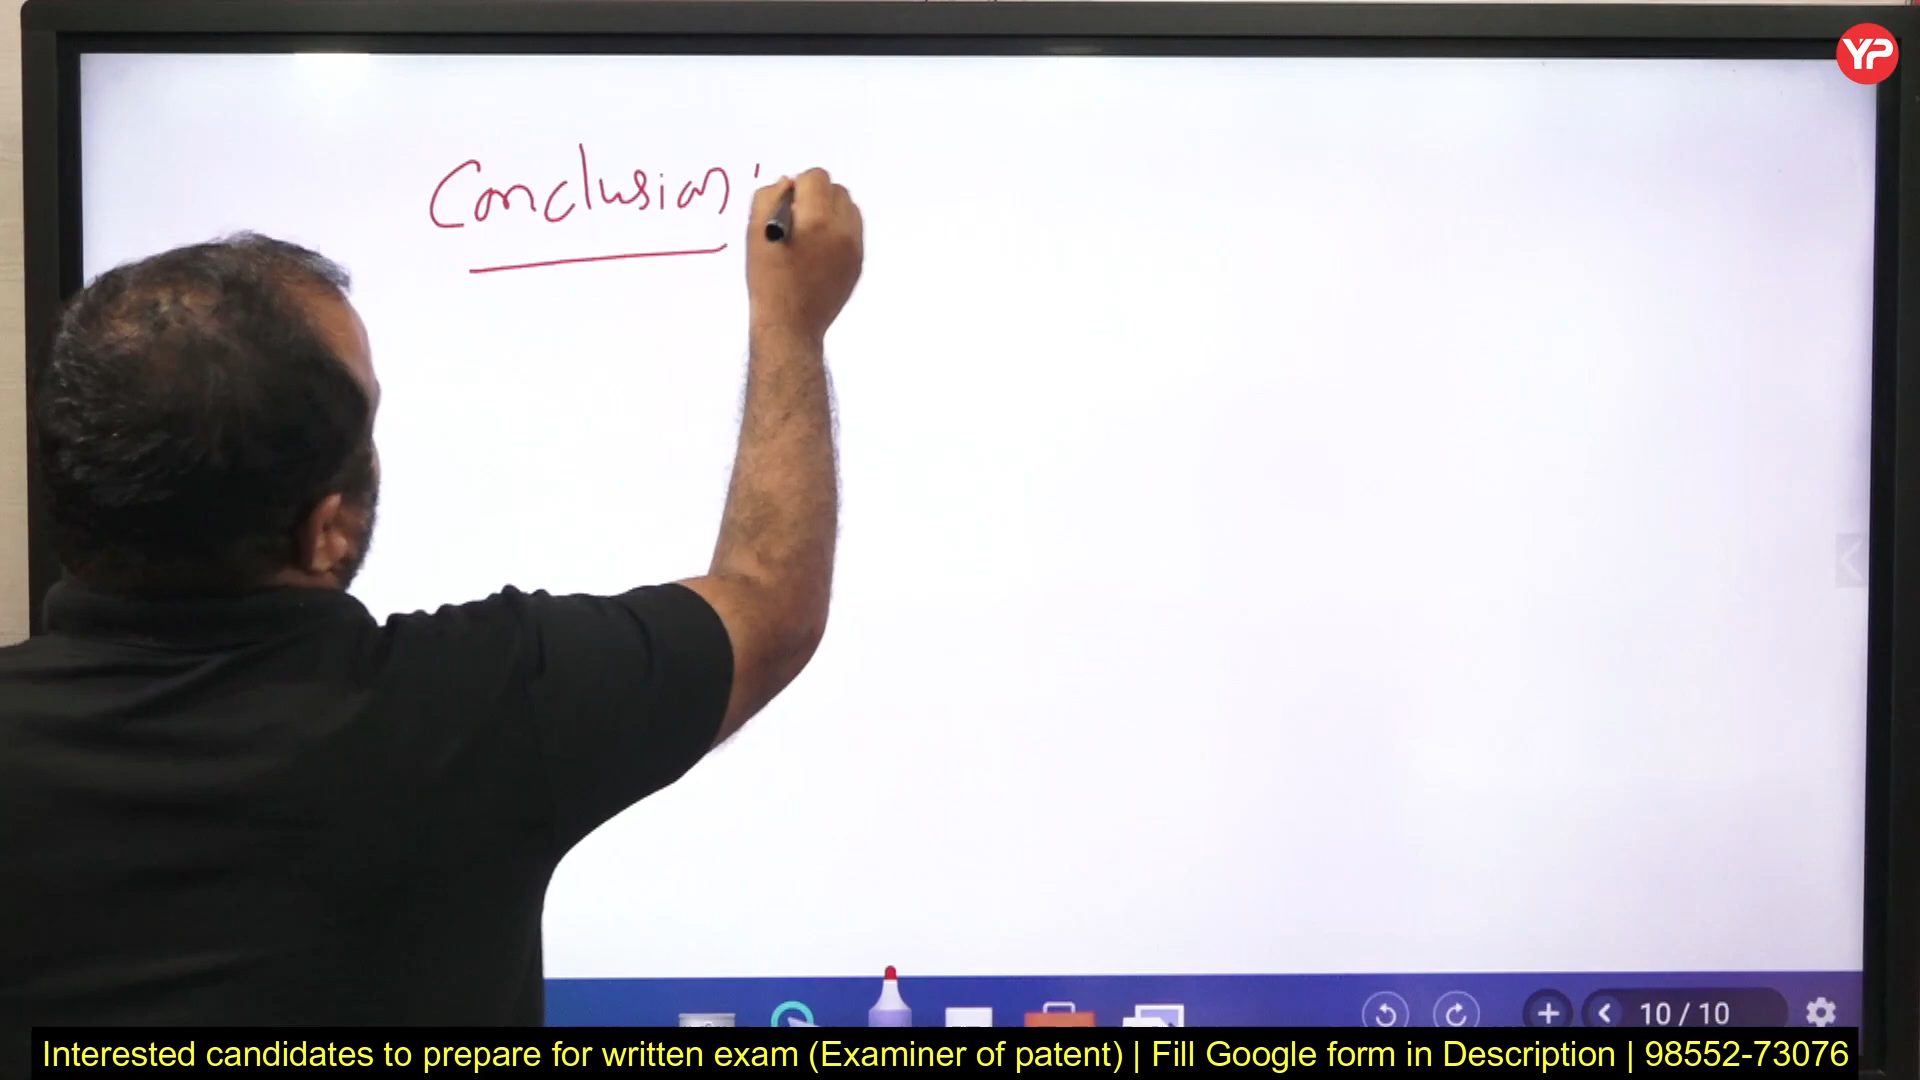 YP
Conclusion :
10 / 10
Interested candidates to prepare for written exam (Examiner of patent) | Fill Google form in Description | 98552-73076